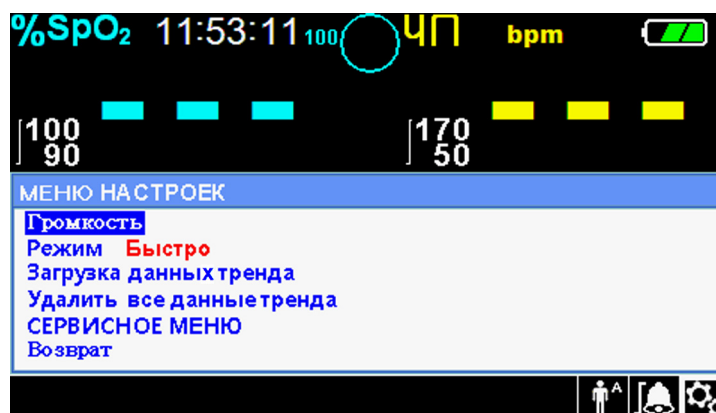 %SpO₂ 11:53:11 100 ЧП bpm
--- ---
100 170
90 50
МЕНЮ НАСТРОЕК
Громкость
Режим Быстро
Загрузка данных тренда
Удалить все данные тренда
СЕРВИСНОЕ МЕНЮ
Возврат
A